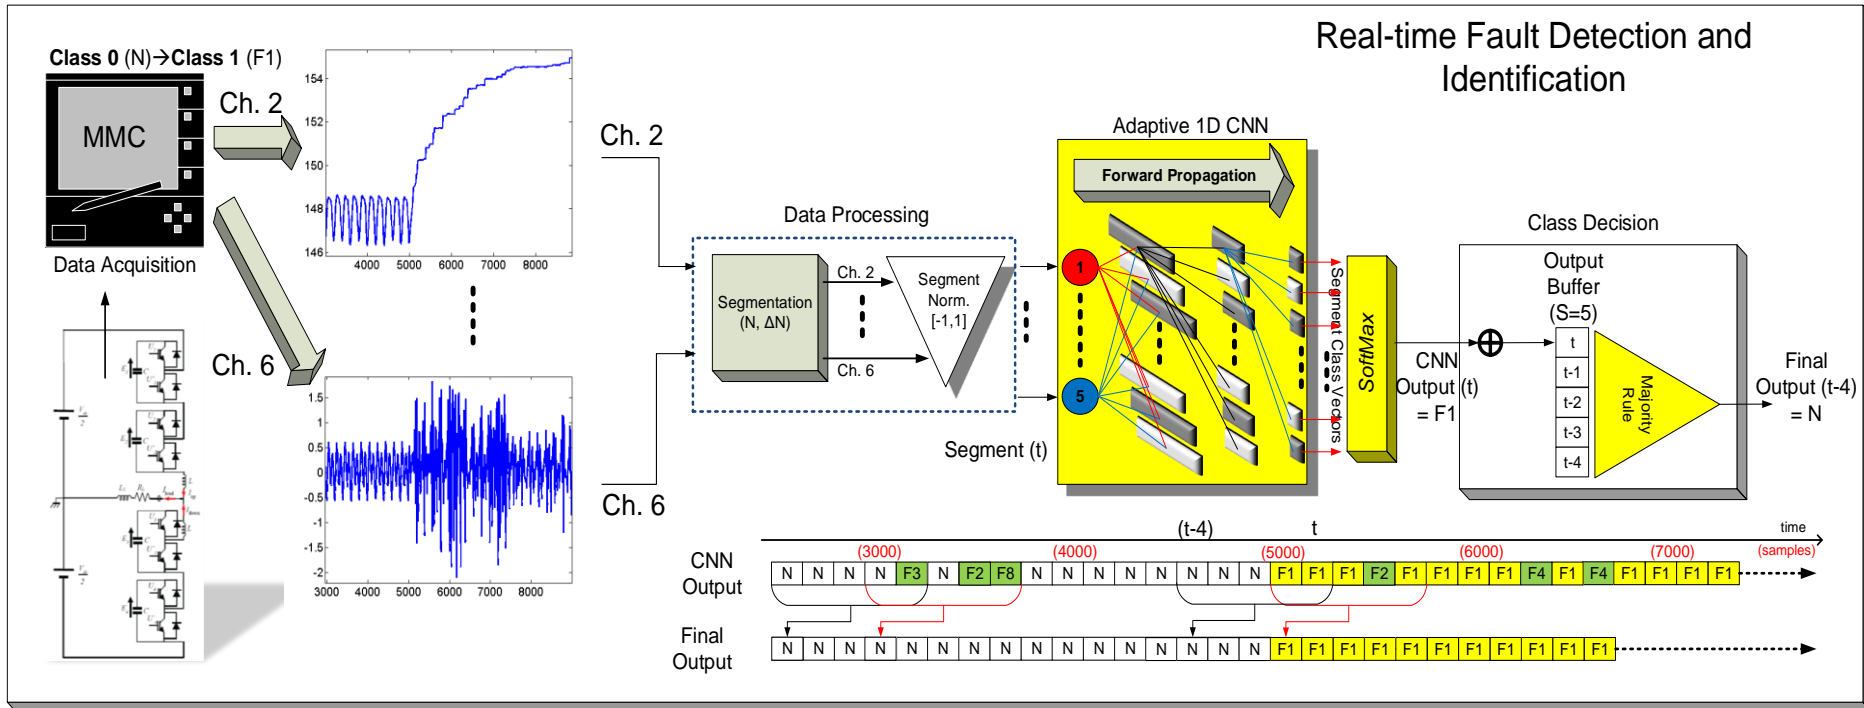 Real-time Fault Detection and
Identification
Class 0 (N)→Class 1 (F1)
MMC
Data Acquisition
Ch. 2
Ch. 6
154
152
150
148
146
4000 5000 6000 7000 8000
1.5
1
0.5
0
-0.5
-1
-1.5
-2
3000 4000 5000 6000 7000 8000 9000
Ch. 2
Ch. 6
Data Processing
Segmentation
(N, ΔN)
Ch. 2
Ch. 6
Segment
Norm.
[-1,1]
Segment (t)
Adaptive 1D CNN
Forward Propagation
1
5
Segment Class Vectors
SoftMax
CNN
Output (t)
= F1
Class Decision
Output
Buffer
(S=5)
t
t-1
t-2
t-3
t-4
Majority
Rule
Final
Output (t-4)
= N
(t-4) t time
(3000) (4000) (5000) (6000) (7000) (samples)
CNN
Output
N N N N F3 N F2 F8 N N N N N N N N F1 F1 F1 F2 F1 F1 F1 F1 F4 F1 F4 F1 F1 F1 F1
Final
Output
N N N N N N N N N N N N N N N N F1 F1 F1 F1 F1 F1 F1 F1 F1 F1 F1